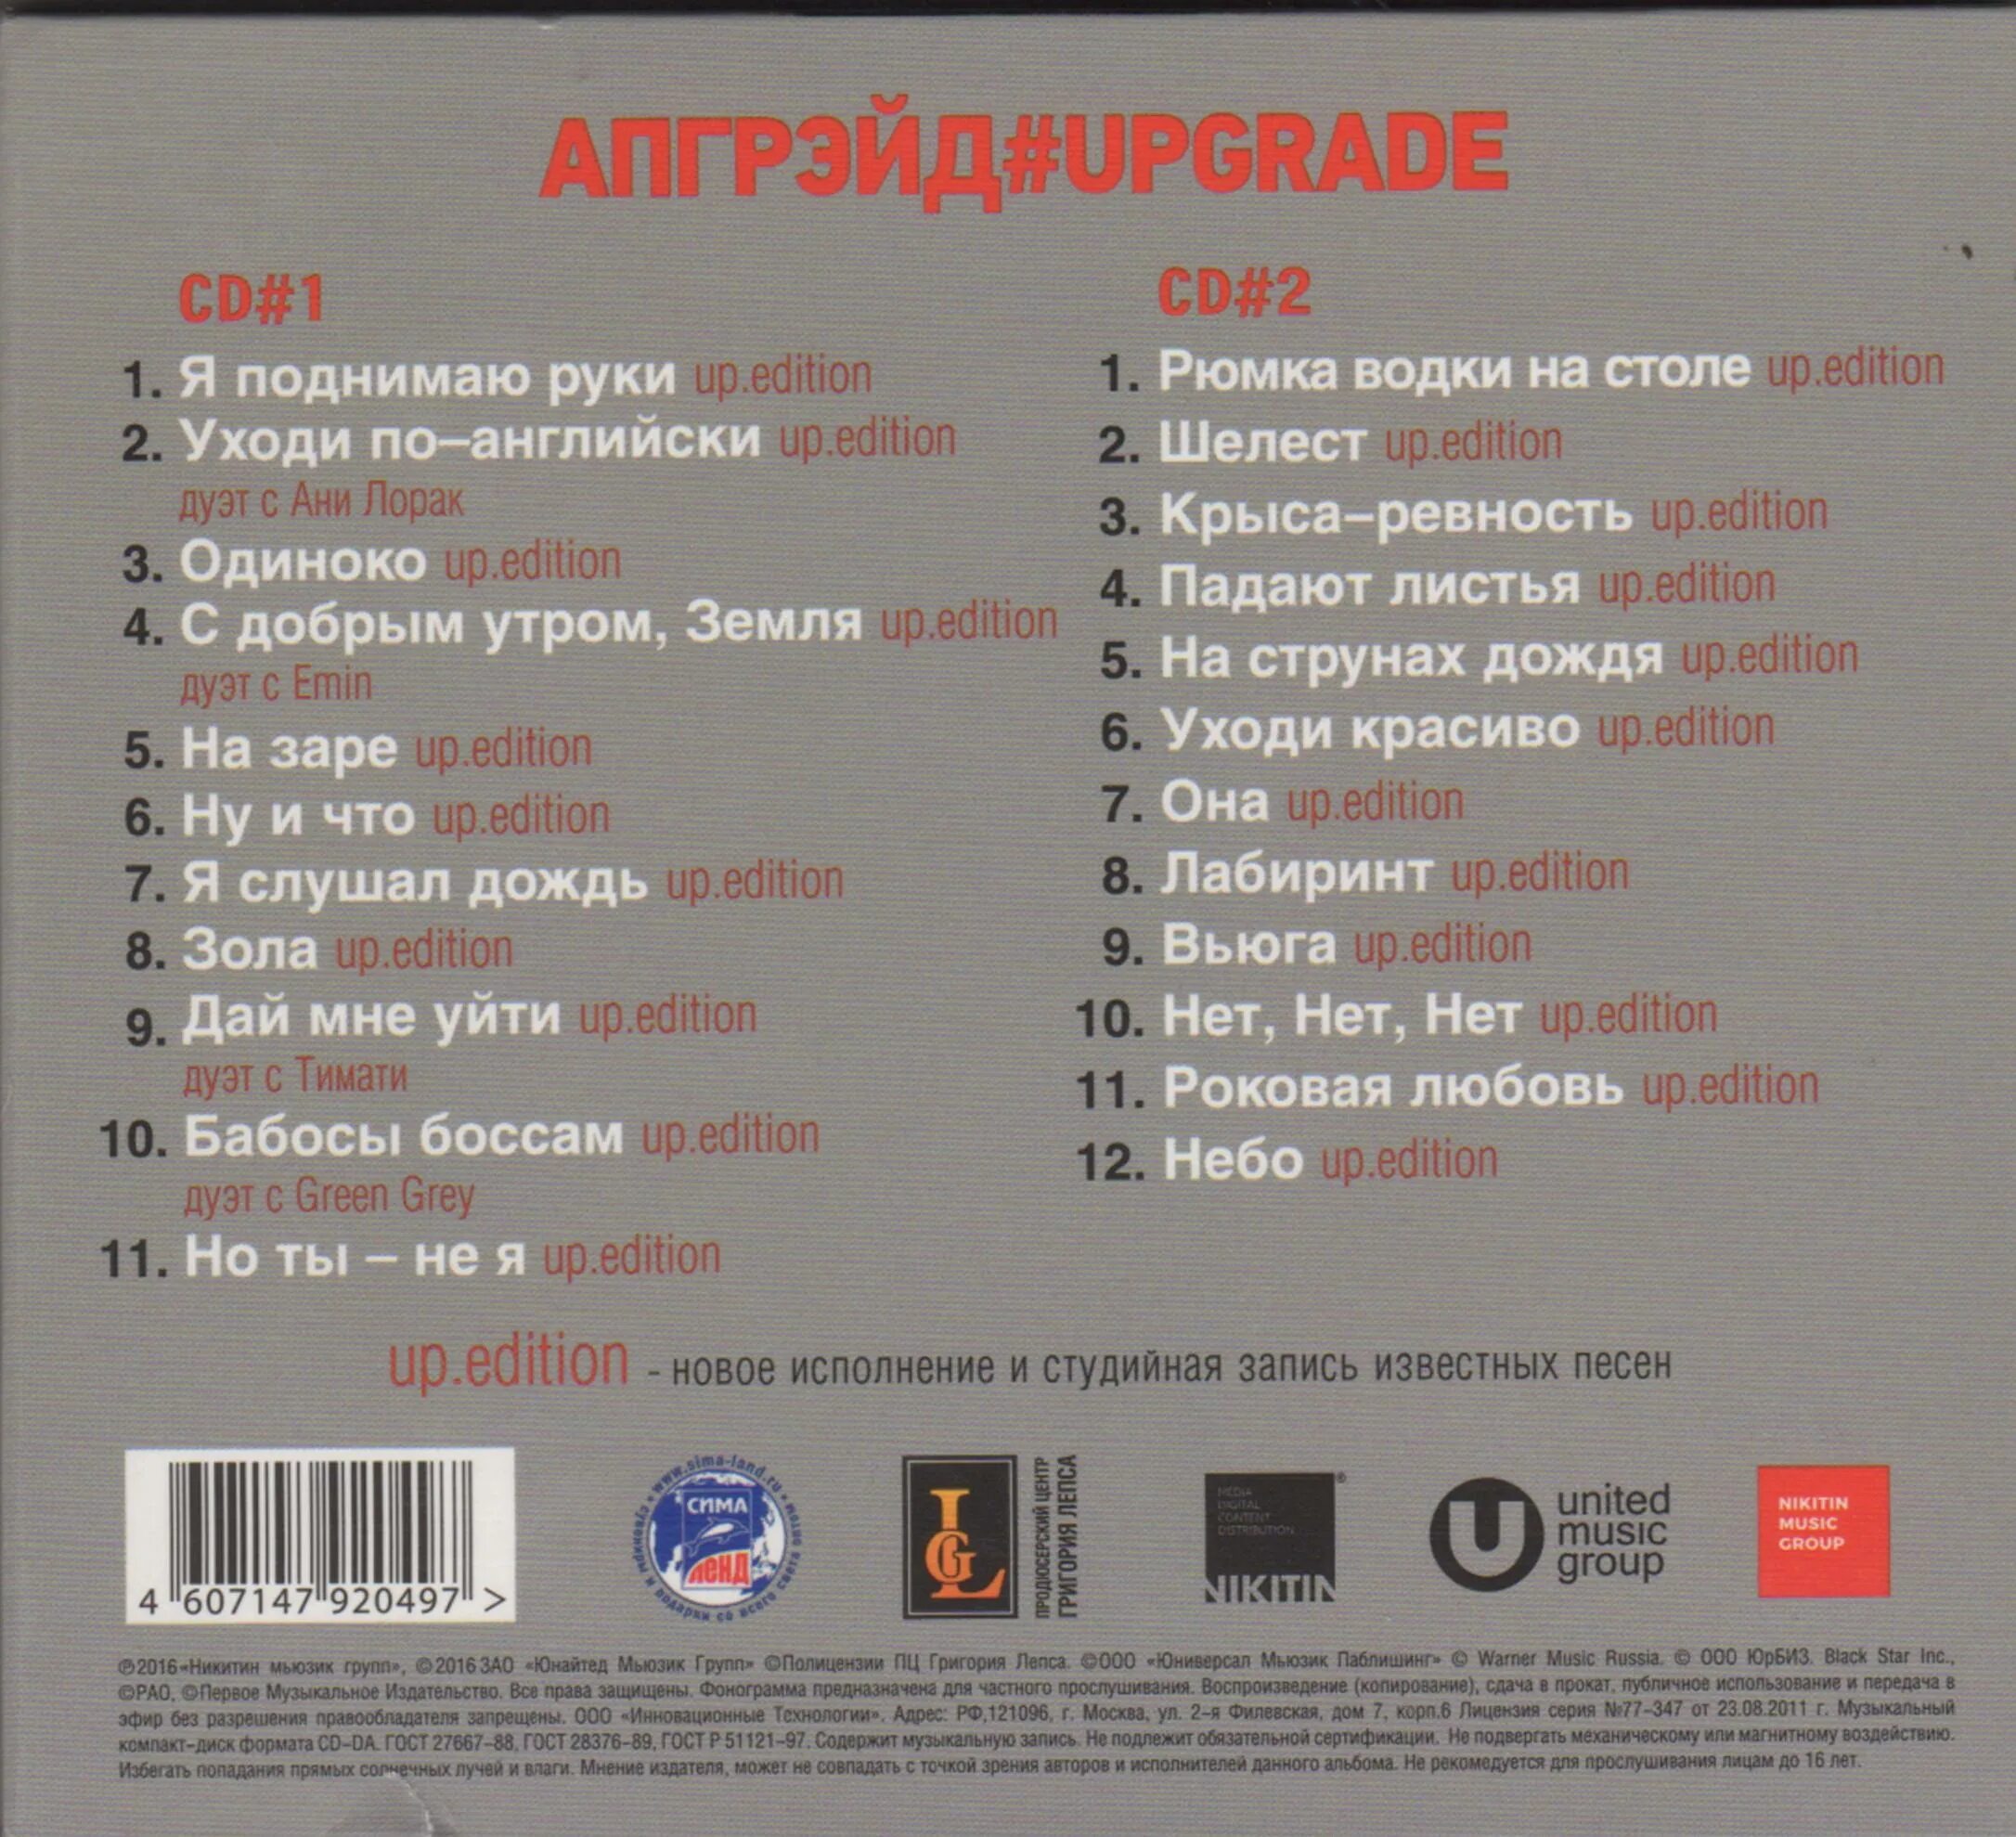 АПГРЭЙД#UPGRADE
CD#1
1. Я поднимаю руки up.edition
2. Уходи по–английски up.edition
дуэт с Ани Лорак
3. Одиноко up.edition
4. С добрым утром, Земля up.edition
дуэт с Emin
5. На заре up.edition
6. Ну и что up.edition
7. Я слушал дождь up.edition
8. Зола up.edition
9. Дай мне уйти up.edition
дуэт с Тимати
10. Бабосы боссам up.edition
дуэт с Green Grey
11. Но ты – не я up.edition
CD#2
1. Рюмка водки на столе up.edition
2. Шелест up.edition
3. Крыса–ревность up.edition
4. Падают листья up.edition
5. На струнах дождя up.edition
6. Уходи красиво up.edition
7. Она up.edition
8. Лабиринт up.edition
9. Вьюга up.edition
10. Нет, Нет, Нет up.edition
11. Роковая любовь up.edition
12. Небо up.edition
up.edition - новое исполнение и студийная запись известных песен
4 607147 920497 >
www.sima-land.ru
сувениры и подарки со всего света оптом
СИМА
ЛЕНД
LG
ПРОДЮСЕРСКИЙ ЦЕНТР
ГРИГОРИЯ ЛЕПСА
MEDIA
DIGITAL
CONTENT
DISTRIBUTION
NIKITIN
®
U
united
music
group
NIKITIN
MUSIC
GROUP
℗2016«Никитин мьюзик групп», ©2016 ЗАО «Юнайтед Мьюзик Групп» ©Полицензии ПЦ Григория Лепса. ©ООО «Юниверсал Мьюзик Паблишинг» © Warner Music Russia. © ООО ЮрБИЗ. Black Star Inc.,
©РАО, ©Первое Музыкальное Издательство. Все права защищены. Фонограмма предназначена для частного прослушивания. Воспроизведение (копирование), сдача в прокат, публичное использование и передача в
эфир без разрешения правообладателя запрещены. ООО «Инновационные Технологии». Адрес: РФ,121096, г. Москва, ул. 2–я Филевская, дом 7, корп.6 Лицензия серия №77–347 от 23.08.2011 г. Музыкальный
компакт–диск формата CD–DA. ГОСТ 27667–88, ГОСТ 28376–89, ГОСТ Р 51121–97. Содержит музыкальную запись. Не подлежит обязательной сертификации. Не подвергать механическому или магнитному воздействию.
Избегать попадания прямых солнечных лучей и влаги. Мнение издателя, может не совпадать с точкой зрения авторов и исполнителей данного альбома. Не рекомедуется для прослушивания лицам до 16 лет.